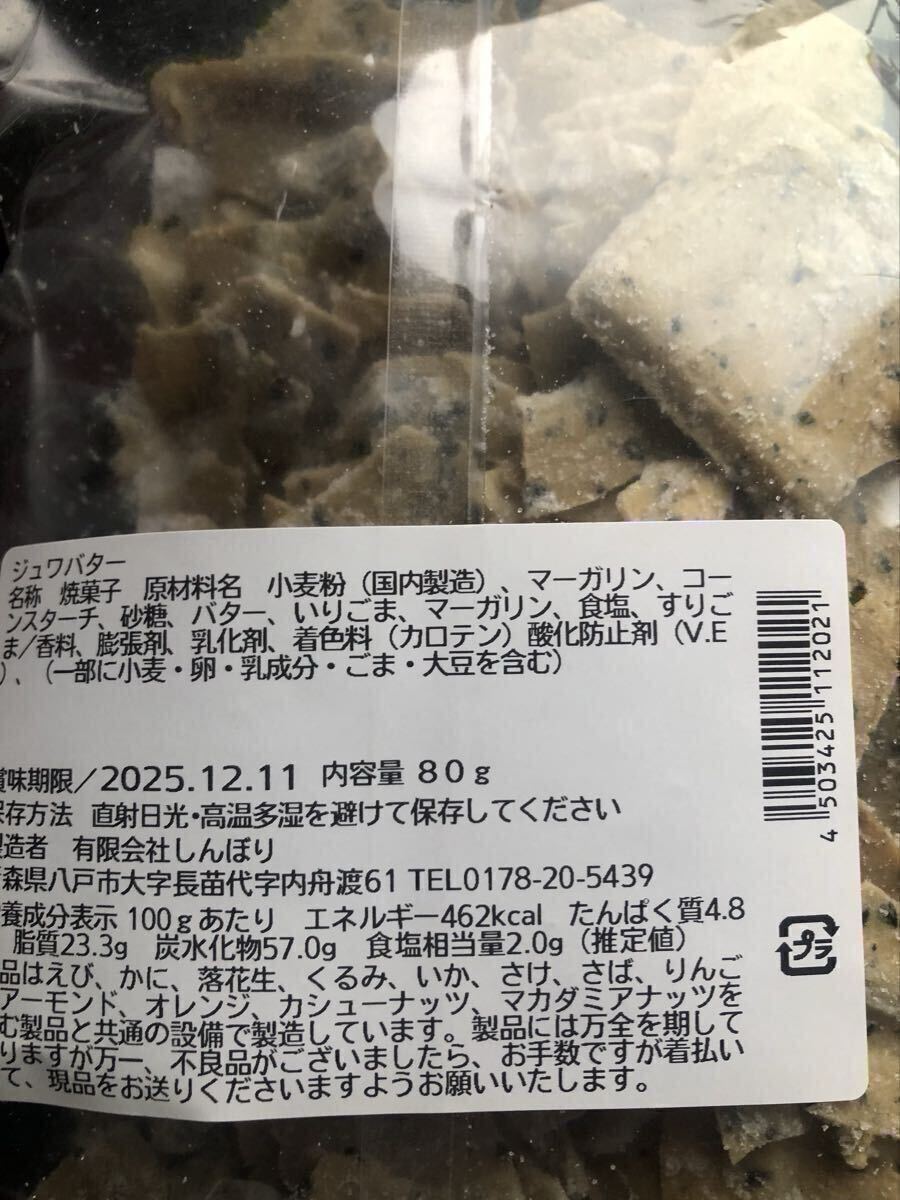 ジュワバター
名称 焼菓子 原材料名 小麦粉（国内製造）、マーガリン、コー
ンスターチ、砂糖、バター、いりごま、マーガリン、食塩、すりご
ま/香料、膨張剤、乳化剤、着色料（カロテン）酸化防止剤（V.E
）、（一部に小麦・卵・乳成分・ごま・大豆を含む）
賞味期限/2025.12.11 内容量 80g
保存方法 直射日光・高温多湿を避けて保存してください
製造者 有限会社しんぼり
森県八戸市大字長苗代字内舟渡61 TEL0178-20-5439
養成分表示 100gあたり エネルギー462kcal たんぱく質4.8
脂質23.3g 炭水化物57.0g 食塩相当量2.0g（推定値）
品はえび、かに、落花生、くるみ、いか、さけ、さば、りんご
アーモンド、オレンジ、カシューナッツ、マカダミアナッツを
む製品と共通の設備で製造しています。製品には万全を期して
りますが万一、不良品がございましたら、お手数ですが着払い
て、現品をお送りくださいますようお願いいたします。
4503425112021
プラ